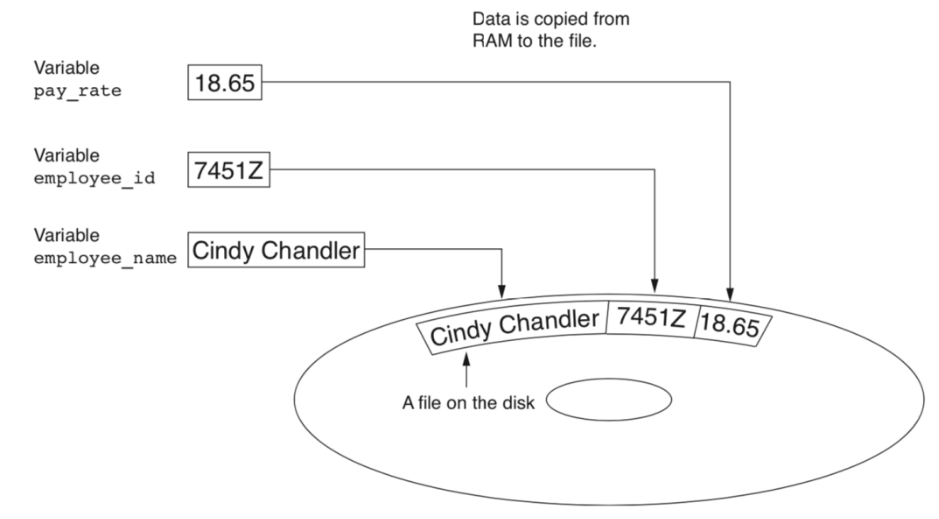 Data is copied from
RAM to the file.
Variable
pay_rate
18.65
Variable
employee_id
7451Z
Variable
employee_name
Cindy Chandler
Cindy Chandler
7451Z
18.65
A file on the disk